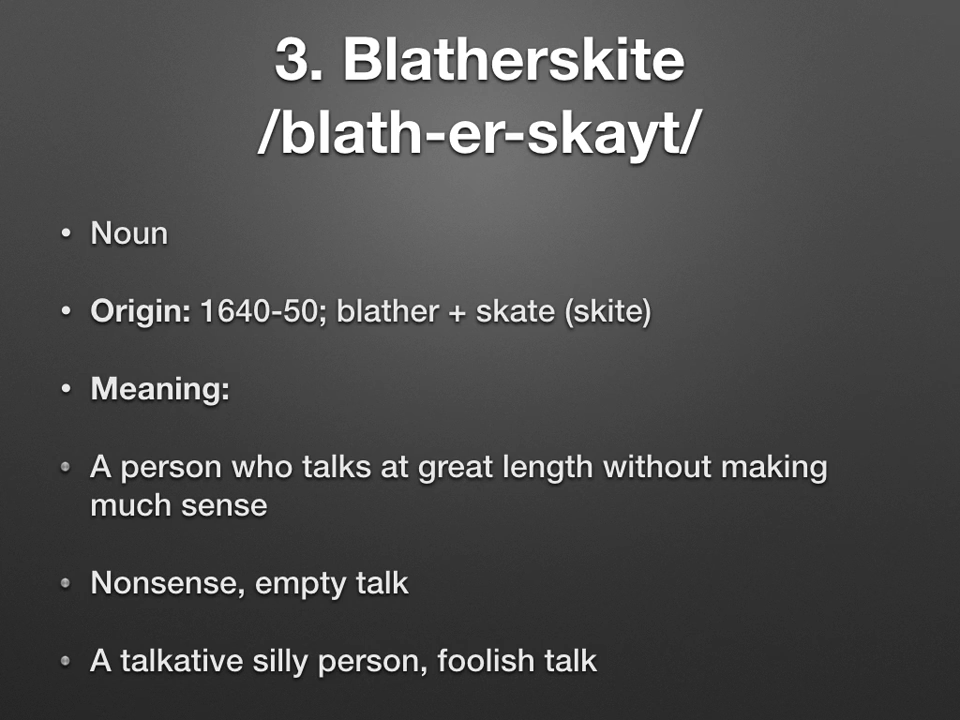 3. Blatherskite
/blath-er-skayt/
• Noun
• Origin: 1640-50; blather + skate (skite)
• Meaning:
• A person who talks at great length without making
much sense
• Nonsense, empty talk
• A talkative silly person, foolish talk